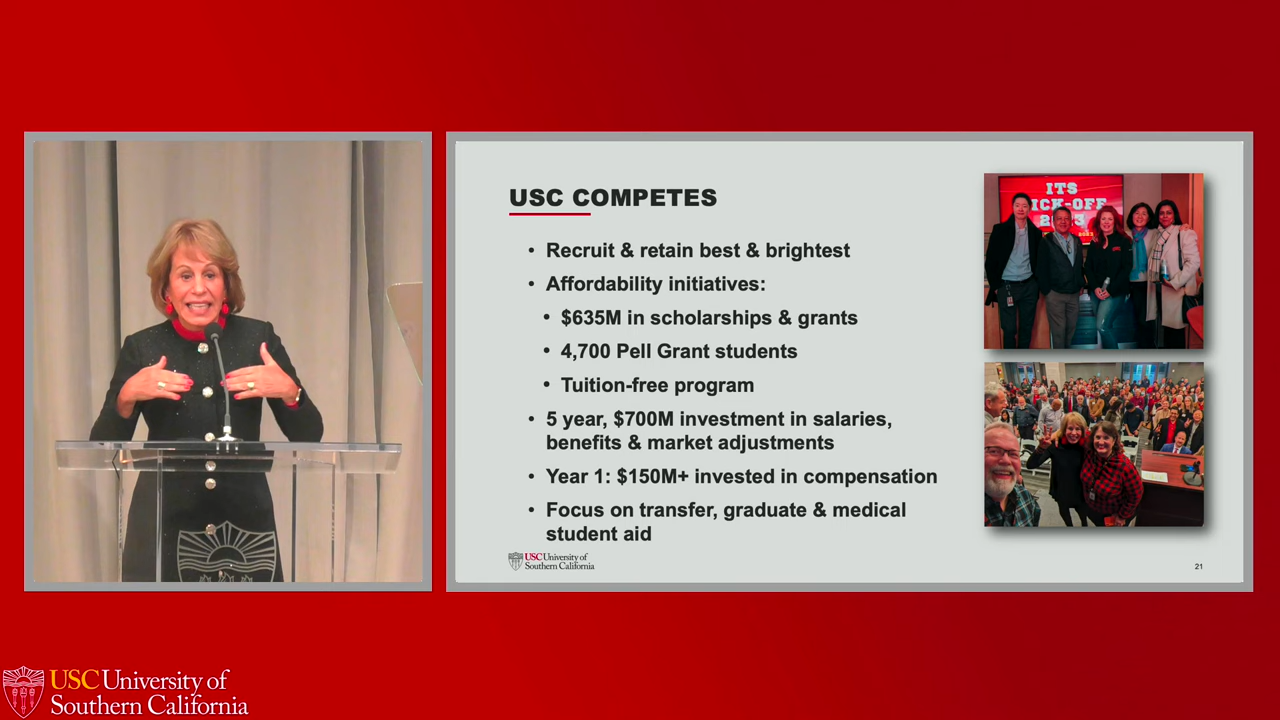 USC COMPETES
• Recruit & retain best & brightest
• Affordability initiatives:
• $635M in scholarships & grants
• 4,700 Pell Grant students
• Tuition-free program
• 5 year, $700M investment in salaries,
benefits & market adjustments
• Year 1: $150M+ invested in compensation
• Focus on transfer, graduate & medical
student aid
ITS
KICK-OFF
USC University of
Southern California
21
USC University of
Southern California